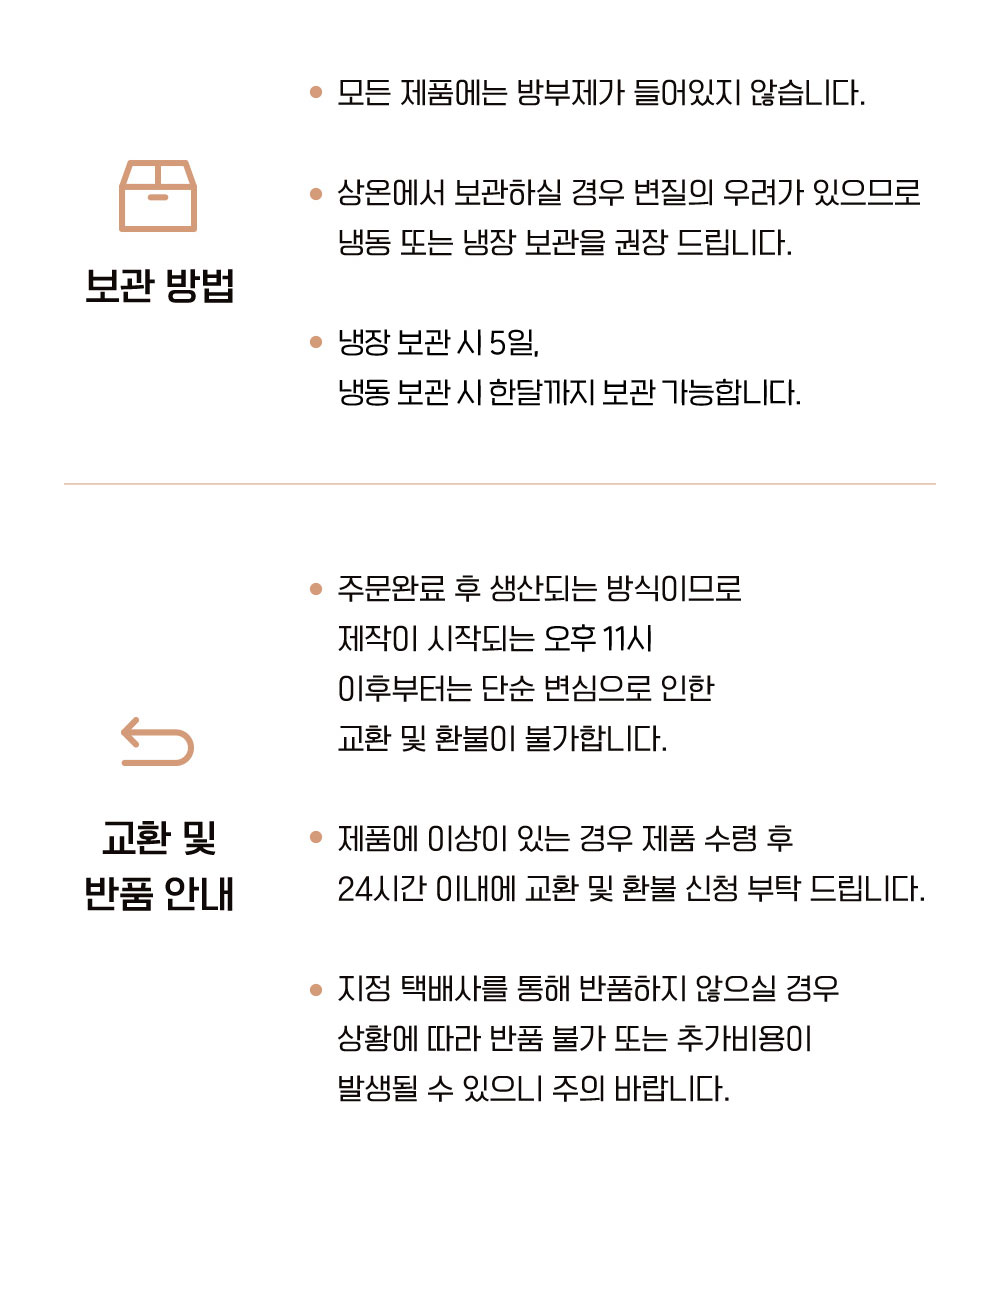 보관 방법
모든 제품에는 방부제가 들어있지 않습니다.
상온에서 보관하실 경우 변질의 우려가 있으므로
냉동 또는 냉장 보관을 권장 드립니다.
냉장 보관 시 5일,
냉동 보관 시 한달까지 보관 가능합니다.
교환 및
반품 안내
주문완료 후 생산되는 방식이므로
제작이 시작되는 오후 11시
이후부터는 단순 변심으로 인한
교환 및 환불이 불가합니다.
제품에 이상이 있는 경우 제품 수령 후
24시간 이내에 교환 및 환불 신청 부탁 드립니다.
지정 택배사를 통해 반품하지 않으실 경우
상황에 따라 반품 불가 또는 추가비용이
발생될 수 있으니 주의 바랍니다.